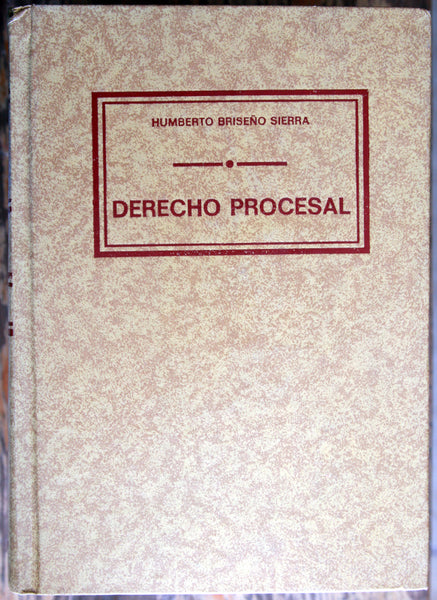 HUMBERTO BRISEÑO SIERRA
DERECHO PROCESAL